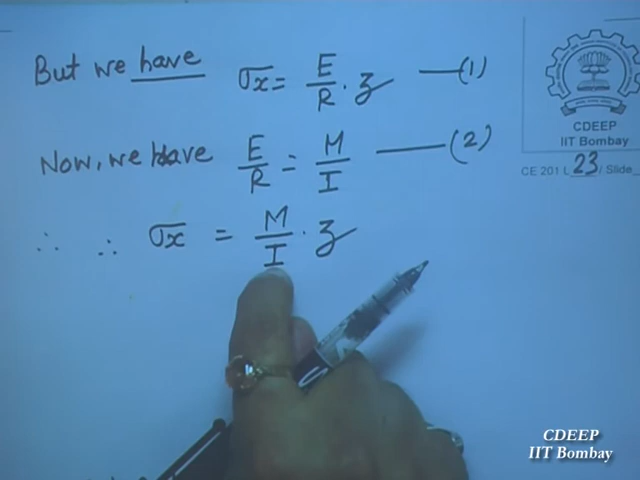 But we have σx = E/R · z —(1)
Now, we have E/R = M/I —(2)
∴ ∴ σx = M/I · z
CDEEP
IIT Bombay
CE 201 L 23 / Slide
CDEEP
IIT Bombay